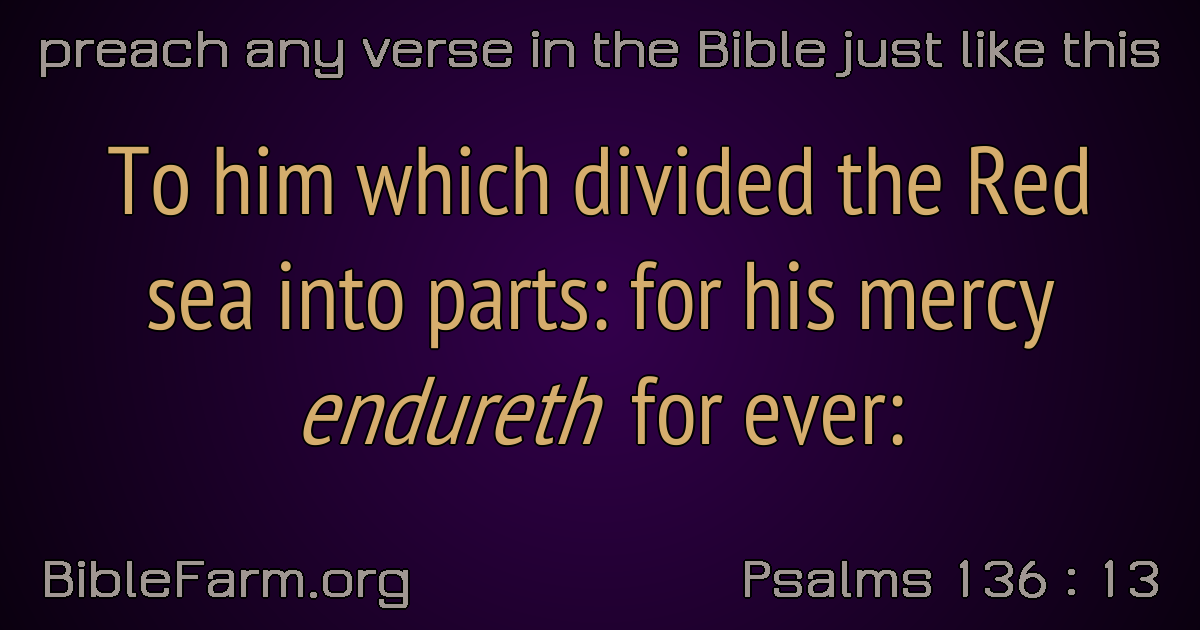 preach any verse in the Bible just like this
To him which divided the Red
sea into parts: for his mercy
endureth for ever:
BibleFarm.org
Psalms 136 : 13